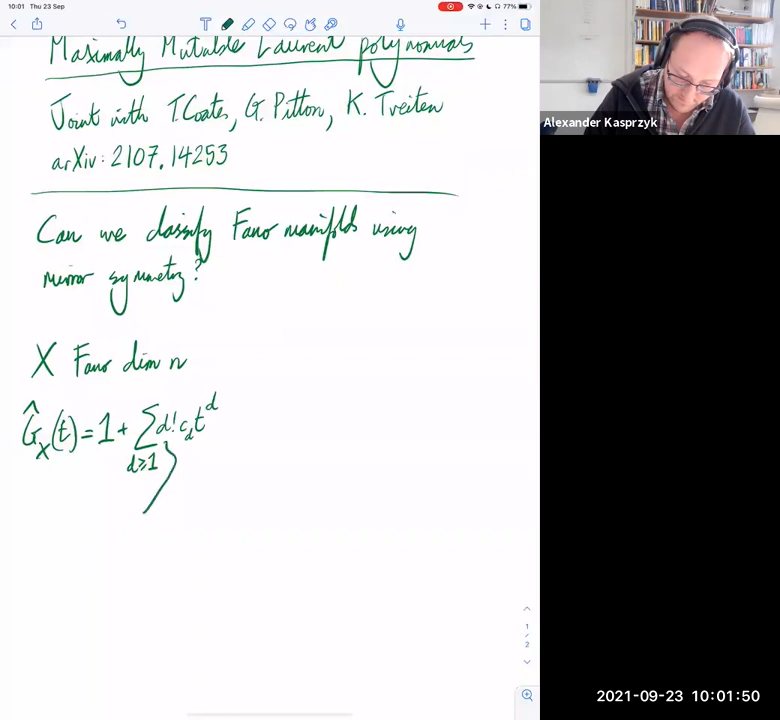 10:01 Thu 23 Sep
77%
Maximally Mutable Laurent polynomials
Joint with T.Coates, G. Pitton, K. Tveiten
arXiv: 2107.14253
Can we classify Fano manifolds using
mirror symmetry?
X Fano dim n
Ĝ_X(t) = 1 + ∑_{d≥1} d! c_d t^d
1
/
2
Alexander Kasprzyk
2021-09-23 10:01:50